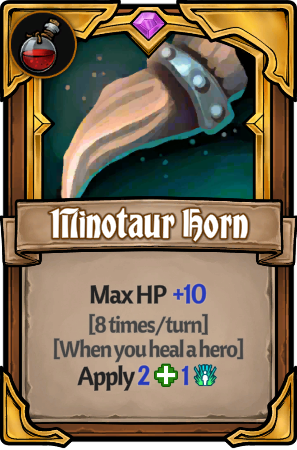 Minotaur Horn
Max HP +10
[8 times/turn]
[When you heal a hero]
Apply 2 1